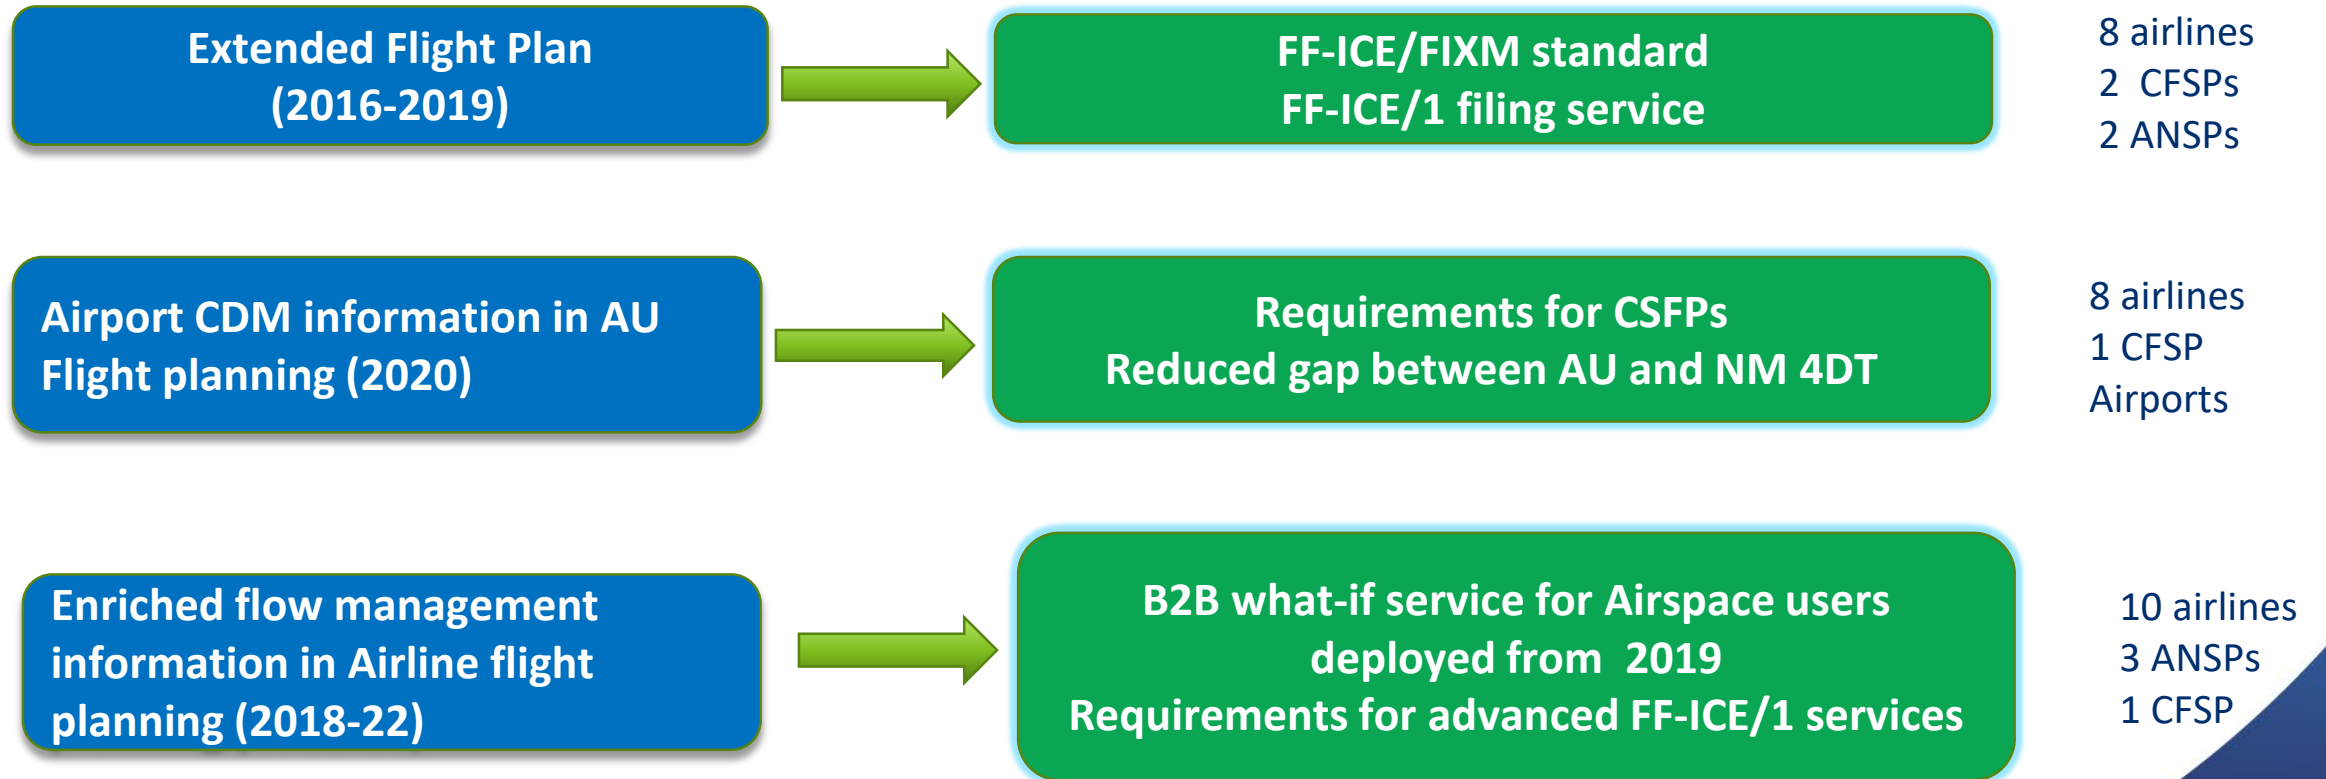 Extended Flight Plan
(2016-2019)
FF-ICE/FIXM standard
FF-ICE/1 filing service
8 airlines
2 CFSPs
2 ANSPs
Airport CDM information in AU
Flight planning (2020)
Requirements for CSFPs
Reduced gap between AU and NM 4DT
8 airlines
1 CFSP
Airports
Enriched flow management
information in Airline flight
planning (2018-22)
B2B what-if service for Airspace users
deployed from 2019
Requirements for advanced FF-ICE/1 services
10 airlines
3 ANSPs
1 CFSP